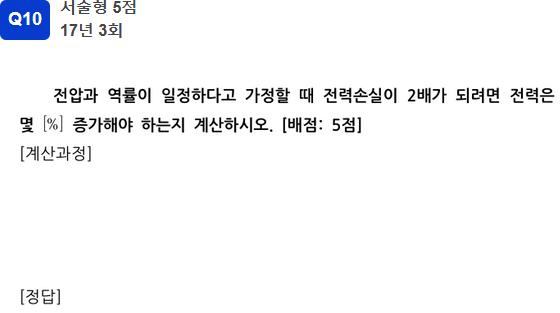 Q10
서술형 5점
17년 3회
전압과 역률이 일정하다고 가정할 때 전력손실이 2배가 되려면 전력은
몇 [%] 증가해야 하는지 계산하시오. [배점: 5점]
[계산과정]
[정답]